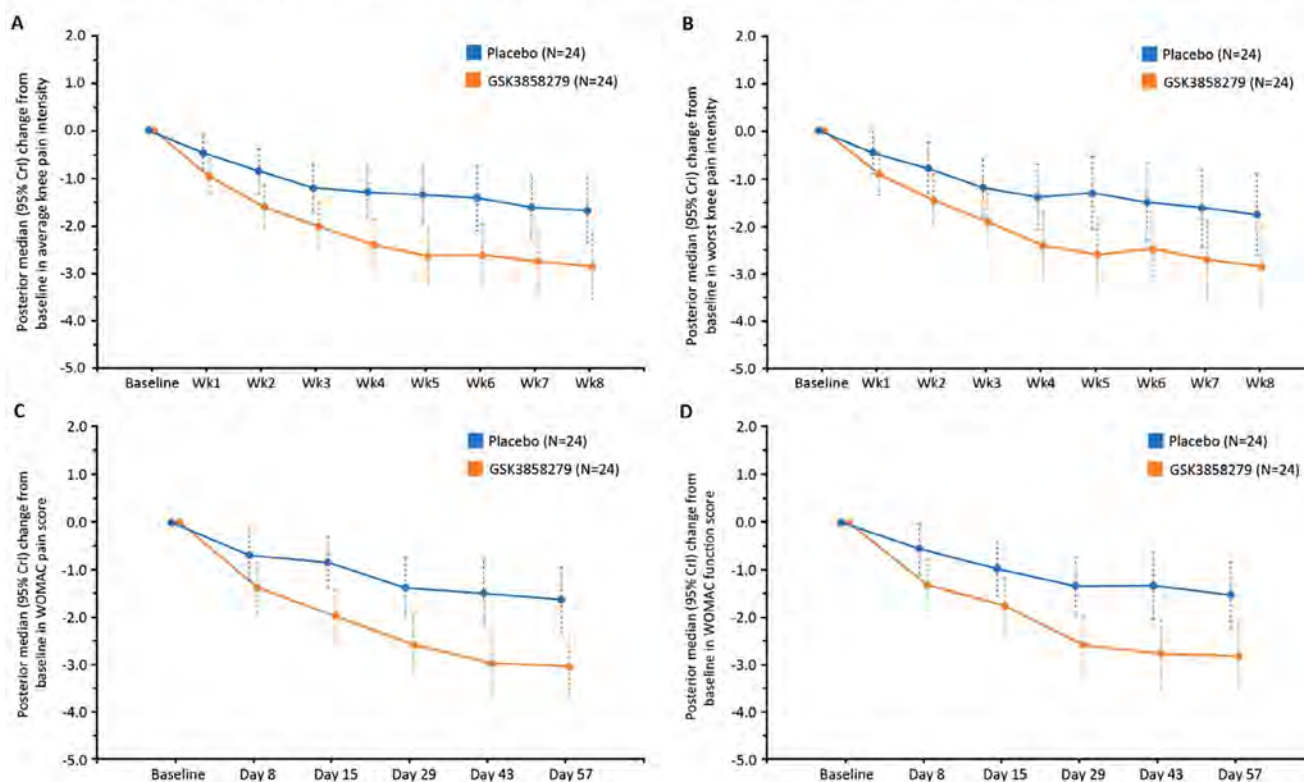 A
Posterior median (95% CrI) change from
baseline in average knee pain intensity
2.0
1.0
0.0
-1.0
-2.0
-3.0
-4.0
-5.0
Placebo (N=24)
GSK3858279 (N=24)
Baseline Wk1 Wk2 Wk3 Wk4 Wk5 Wk6 Wk7 Wk8
B
Posterior median (95% CrI) change from
baseline in worst knee pain intensity
2.0
1.0
0.0
-1.0
-2.0
-3.0
-4.0
-5.0
Placebo (N=24)
GSK3858279 (N=24)
Baseline Wk1 Wk2 Wk3 Wk4 Wk5 Wk6 Wk7 Wk8
C
Posterior median (95% CrI) change from
baseline in WOMAC pain score
2.0
1.0
0.0
-1.0
-2.0
-3.0
-4.0
-5.0
Placebo (N=24)
GSK3858279 (N=24)
Baseline Day 8 Day 15 Day 29 Day 43 Day 57
D
Posterior median (95% CrI) change from
baseline in WOMAC function score
2.0
1.0
0.0
-1.0
-2.0
-3.0
-4.0
-5.0
Placebo (N=24)
GSK3858279 (N=24)
Baseline Day 8 Day 15 Day 29 Day 43 Day 57